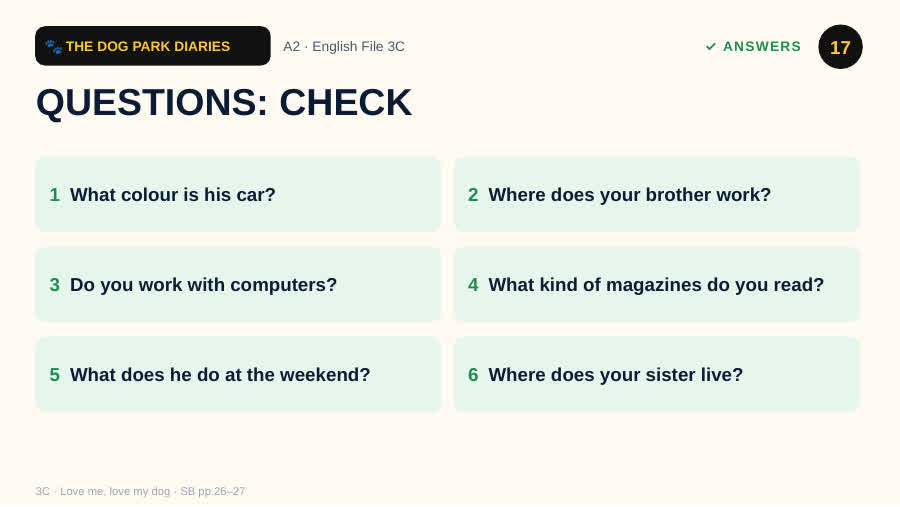 🐾 THE DOG PARK DIARIES
A2 · English File 3C
✓ ANSWERS
17
QUESTIONS: CHECK
1 What colour is his car?
2 Where does your brother work?
3 Do you work with computers?
4 What kind of magazines do you read?
5 What does he do at the weekend?
6 Where does your sister live?
3C · Love me, love my dog · SB pp.26–27